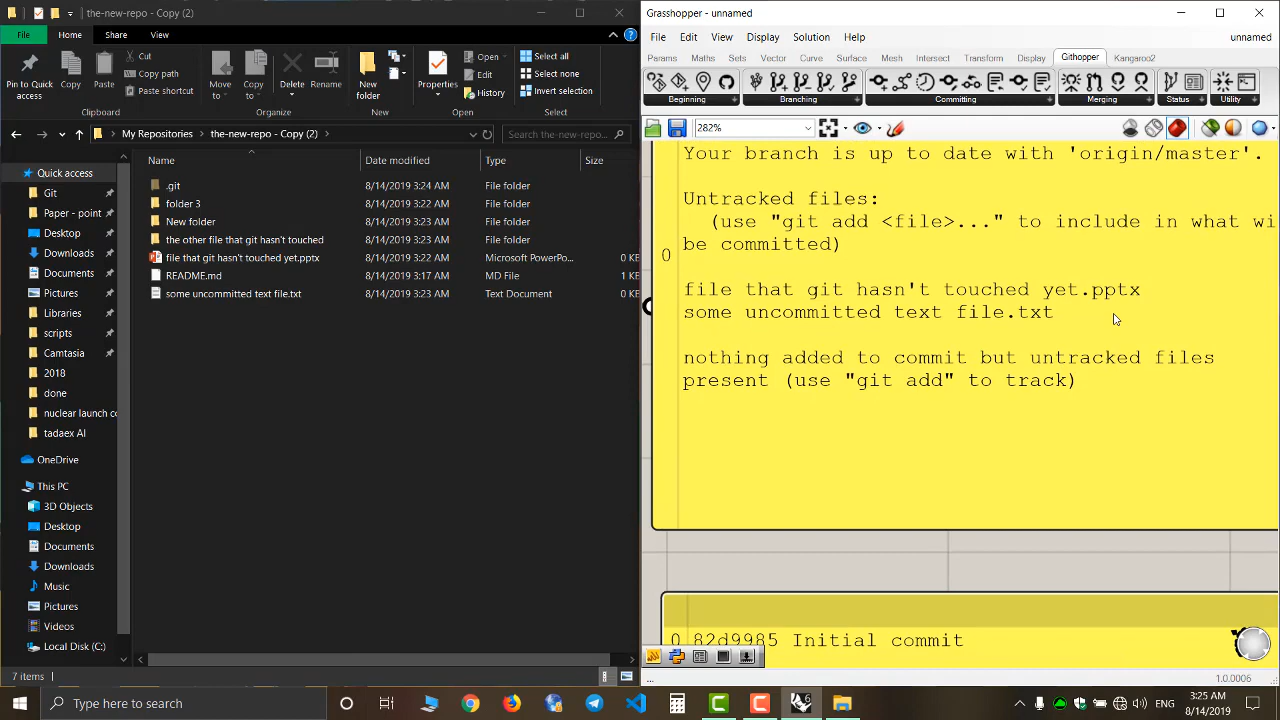 the-new-repo - Copy (2)
File
Home
Share
View
Pin to Quick access
Copy
Paste
Cut
Copy path
Paste shortcut
Clipboard
Move to
Copy to
Delete
Rename
Organize
New folder
New
Properties
Open
Edit
History
Open
Select all
Select none
Invert selection
Select
My Repositories
the-new-repo - Copy (2)
Search the-new-repo...
Quick access
Git
Paper - point
Desktop
Downloads
Documents
Pictures
Libraries
scripts
Camtasia
2018
done
nuclear launch co
tadaex AI
OneDrive
This PC
3D Objects
Desktop
Documents
Downloads
Music
Pictures
Videos
Local Disk (C:)
Name
Date modified
Type
Size
.git
8/14/2019 3:24 AM
File folder
folder 3
8/14/2019 3:22 AM
File folder
New folder
8/14/2019 3:23 AM
File folder
the other file that git hasn't touched
8/14/2019 3:23 AM
File folder
file that git hasn't touched yet.pptx
8/14/2019 3:22 AM
Microsoft PowerPo...
0 KB
README.md
8/14/2019 3:17 AM
MD File
1 KB
some uncommitted text file.txt
8/14/2019 3:23 AM
Text Document
0 KB
7 items
Grasshopper - unnamed
File
Edit
View
Display
Solution
Help
unnamed
Params
Maths
Sets
Vector
Curve
Surface
Mesh
Intersect
Transform
Display
Githopper
Kangaroo2
Beginning
Branching
Committing
Merging
Status
Utility
282%
Your branch is up to date with 'origin/master'.
Untracked files:
(use "git add <file>..." to include in what wi
be committed)
0
file that git hasn't touched yet.pptx
some uncommitted text file.txt
nothing added to commit but untracked files
present (use "git add" to track)
0 82d9985 Initial commit
...
1.0.0006
Type here to search
ENG
3:25 AM
8/14/2019